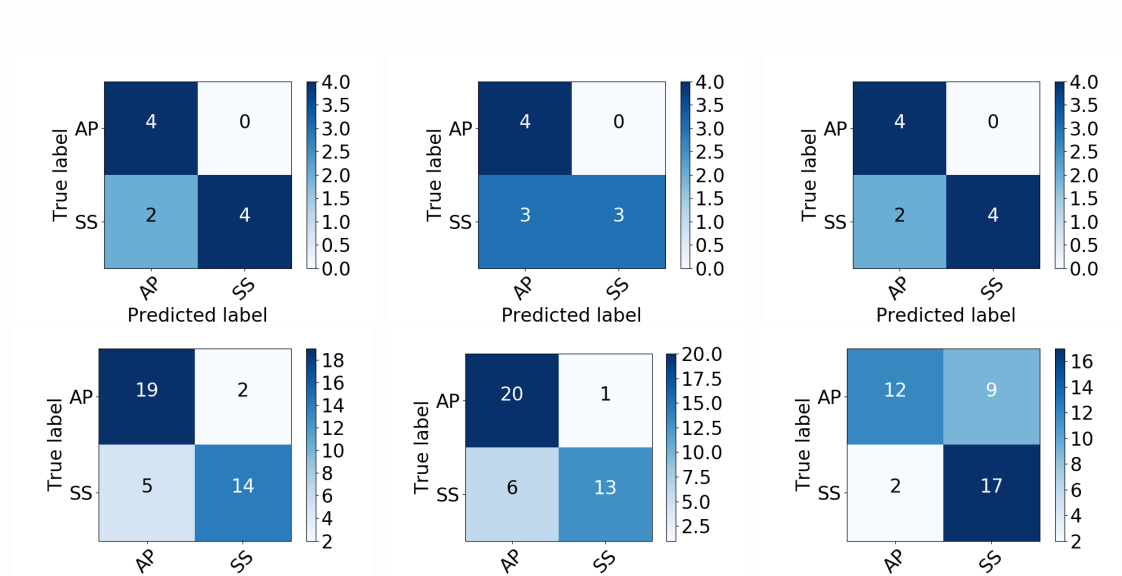 True label
AP
4
0
SS
2
4
AP
SS
Predicted label
4.0
3.5
3.0
2.5
2.0
1.5
1.0
0.5
0.0
True label
AP
4
0
SS
3
3
AP
SS
Predicted label
4.0
3.5
3.0
2.5
2.0
1.5
1.0
0.5
0.0
True label
AP
4
0
SS
2
4
AP
SS
Predicted label
4.0
3.5
3.0
2.5
2.0
1.5
1.0
0.5
0.0
True label
AP
19
2
SS
5
14
AP
SS
18
16
14
12
10
8
6
4
2
True label
AP
20
1
SS
6
13
AP
SS
20.0
17.5
15.0
12.5
10.0
7.5
5.0
2.5
True label
AP
12
9
SS
2
17
AP
SS
16
14
12
10
8
6
4
2